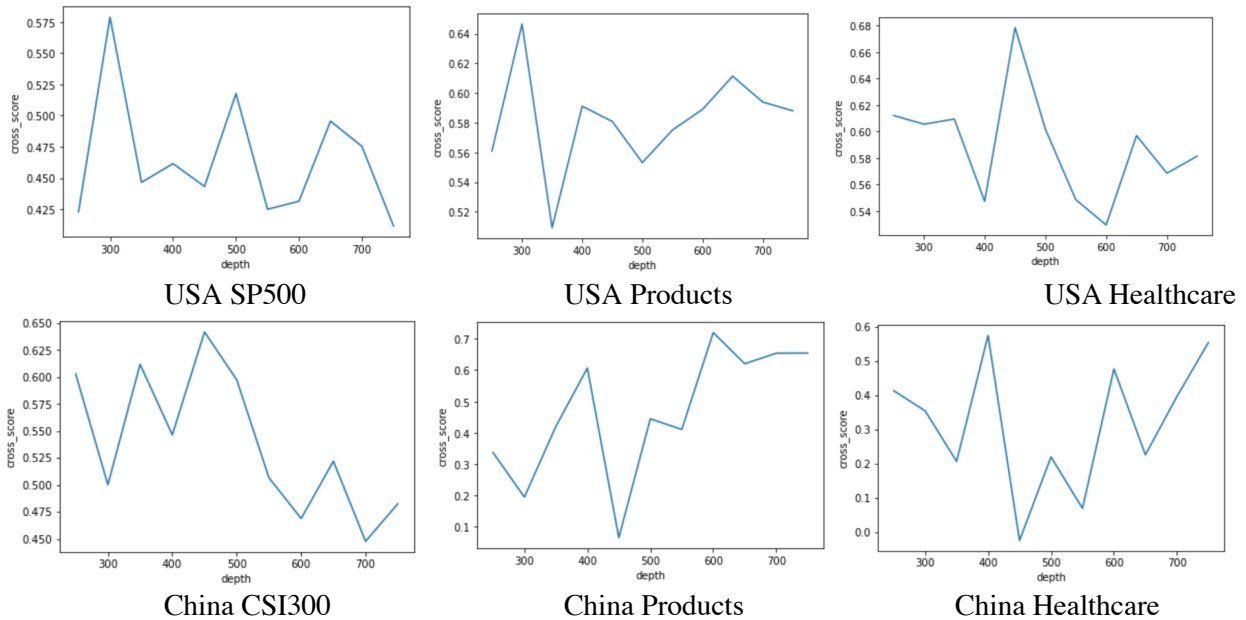 0.575
0.550
0.525
0.500
0.475
0.450
0.425
cross_score
300 400 500 600 700
depth
USA SP500
0.64
0.62
0.60
0.58
0.56
0.54
0.52
cross_score
300 400 500 600 700
depth
USA Products
0.68
0.66
0.64
0.62
0.60
0.58
0.56
0.54
cross_score
300 400 500 600 700
depth
USA Healthcare
0.650
0.625
0.600
0.575
0.550
0.525
0.500
0.475
0.450
cross_score
300 400 500 600 700
depth
China CSI300
0.7
0.6
0.5
0.4
0.3
0.2
0.1
cross_score
300 400 500 600 700
depth
China Products
0.6
0.5
0.4
0.3
0.2
0.1
0.0
cross_score
300 400 500 600 700
depth
China Healthcare